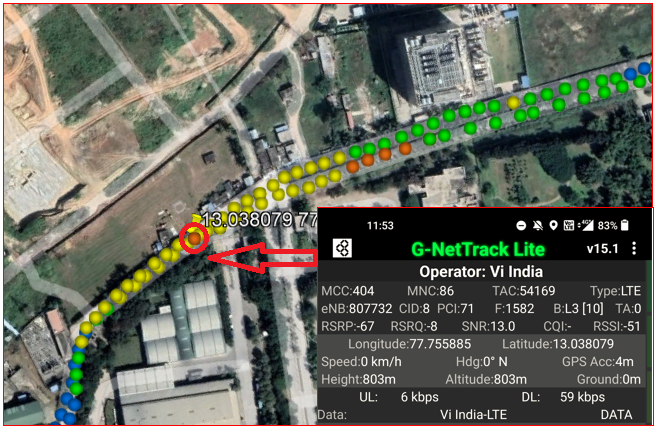 13.038079 77
11:53
4G 83%
G-NetTrack Lite v15.1
Operator: Vi India
MCC:404 MNC:86 TAC:54169 Type:LTE
eNB:807732 CID:8 PCI:71 F:1582 B:L3 [10] TA:0
RSRP:-67 RSRQ:-8 SNR:13.0 CQI:- RSSI:-51
Longitude:77.755885 Latitude:13.038079
Speed:0 km/h Hdg:0° N GPS Acc:4m
Height:803m Altitude:803m Ground:0m
UL: 6 kbps DL: 59 kbps
Data: Vi India-LTE DATA